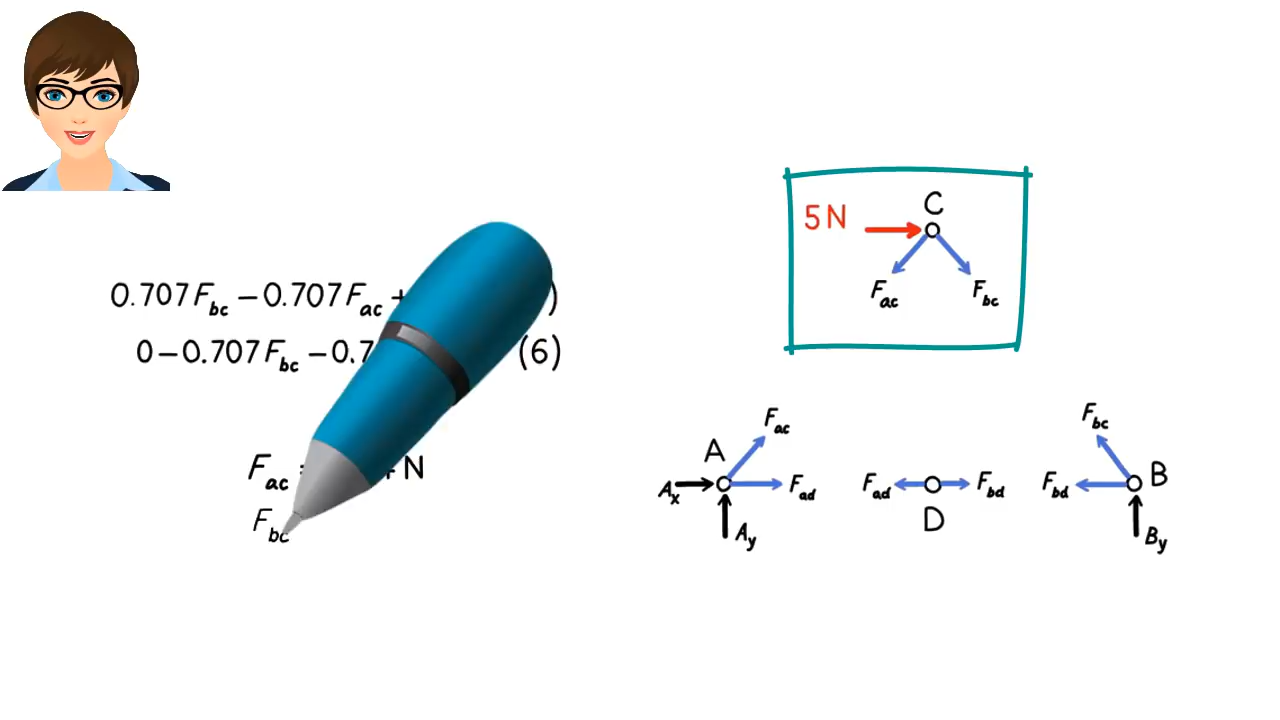 0.707 F_bc − 0.707 F_ac + )
0 − 0.707 F_bc − 0.7 (6)
F_ac N
F_bc
5 N
C
F_ac
F_bc
A
F_ac
F_ad
A_x
A_y
F_ad
F_bd
D
F_bc
F_bd
B
B_y